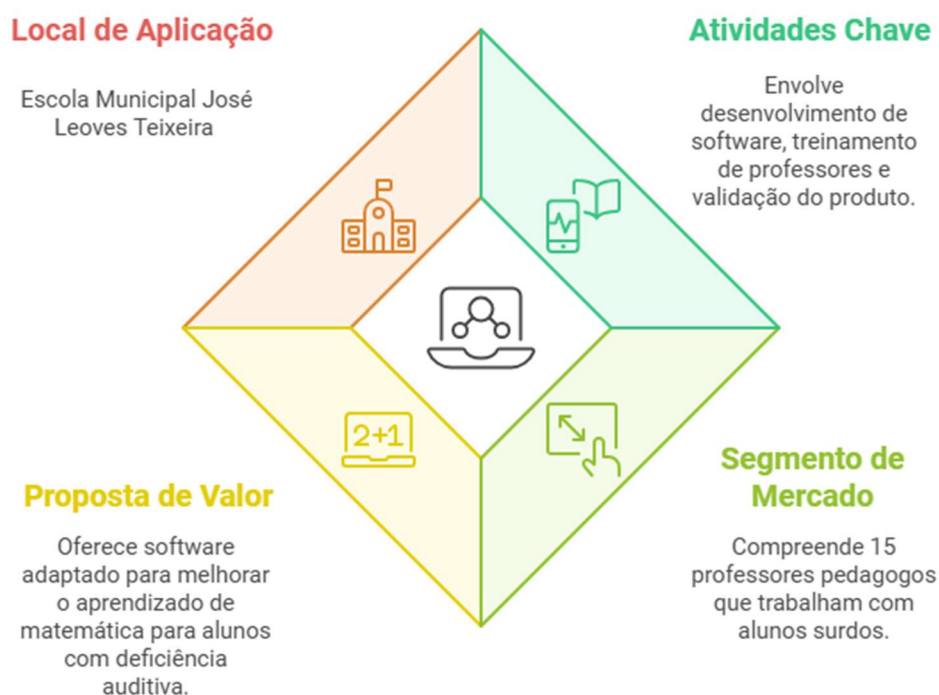 Local de Aplicação
Escola Municipal José
Leoves Teixeira
Atividades Chave
Envolve
desenvolvimento de
software, treinamento
de professores e
validação do produto.
2+1
Proposta de Valor
Oferece software
adaptado para melhorar
o aprendizado de
matemática para alunos
com deficiência
auditiva.
Segmento de
Mercado
Compreende 15
professores pedagogos
que trabalham com
alunos surdos.